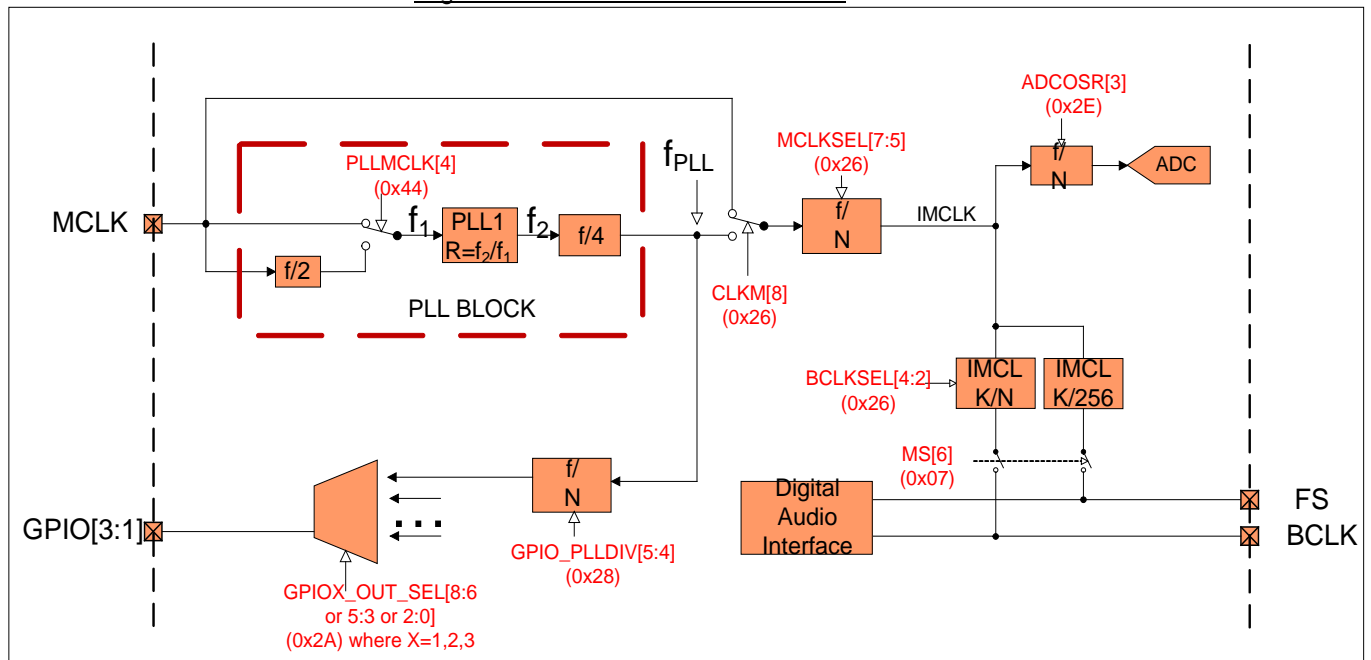 ADCOSR[3]
(0x2E)
MCLKSEL[7:5]
(0x26)
f/
N
ADC
PLLMCLK[4]
(0x44)
fPLL
MCLK
f1
PLL1
R=f2/f1
f2
f/4
f/
N
IMCLK
f/2
PLL BLOCK
CLKM[8]
(0x26)
BCLKSEL[4:2]
(0x26)
IMCL
K/N
IMCL
K/256
MS[6]
(0x07)
f/
N
Digital
Audio
Interface
FS
BCLK
GPIO[3:1]
...
GPIO_PLLDIV[5:4]
(0x28)
GPIOX_OUT_SEL[8:6
or 5:3 or 2:0]
(0x2A) where X=1,2,3